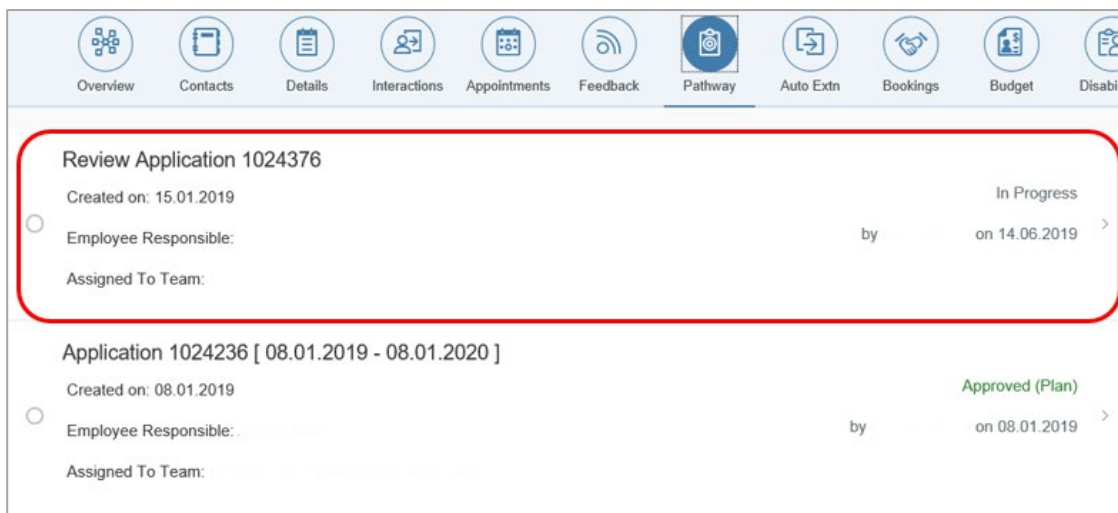 Overview Contacts Details Interactions Appointments Feedback Pathway Auto Extn Bookings Budget Disabi
Review Application 1024376
Created on: 15.01.2019
In Progress
Employee Responsible:
by on 14.06.2019
Assigned To Team:
Application 1024236 [ 08.01.2019 - 08.01.2020 ]
Created on: 08.01.2019
Approved (Plan)
Employee Responsible:
by on 08.01.2019
Assigned To Team: